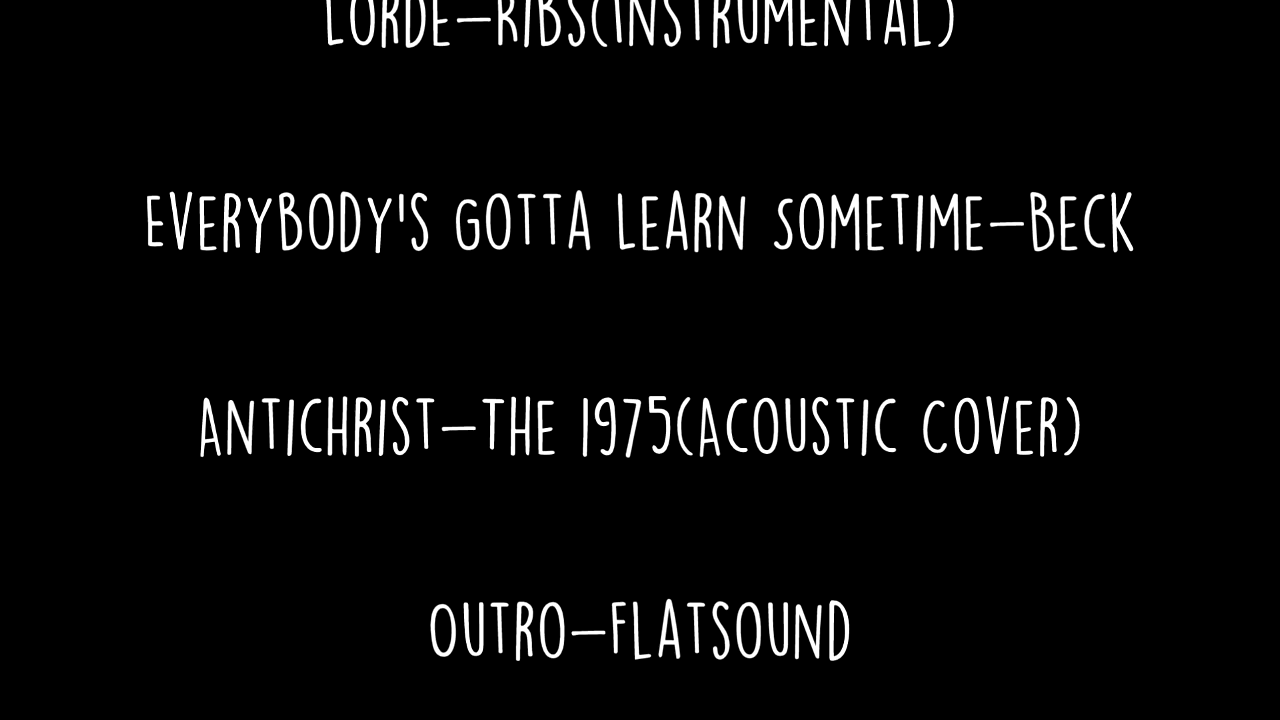 LORDE-RIBS(INSTRUMENTAL)
EVERYBODY'S GOTTA LEARN SOMETIME-BECK
ANTICHRIST-THE 1975(ACOUSTIC COVER)
OUTRO-FLATSOUND